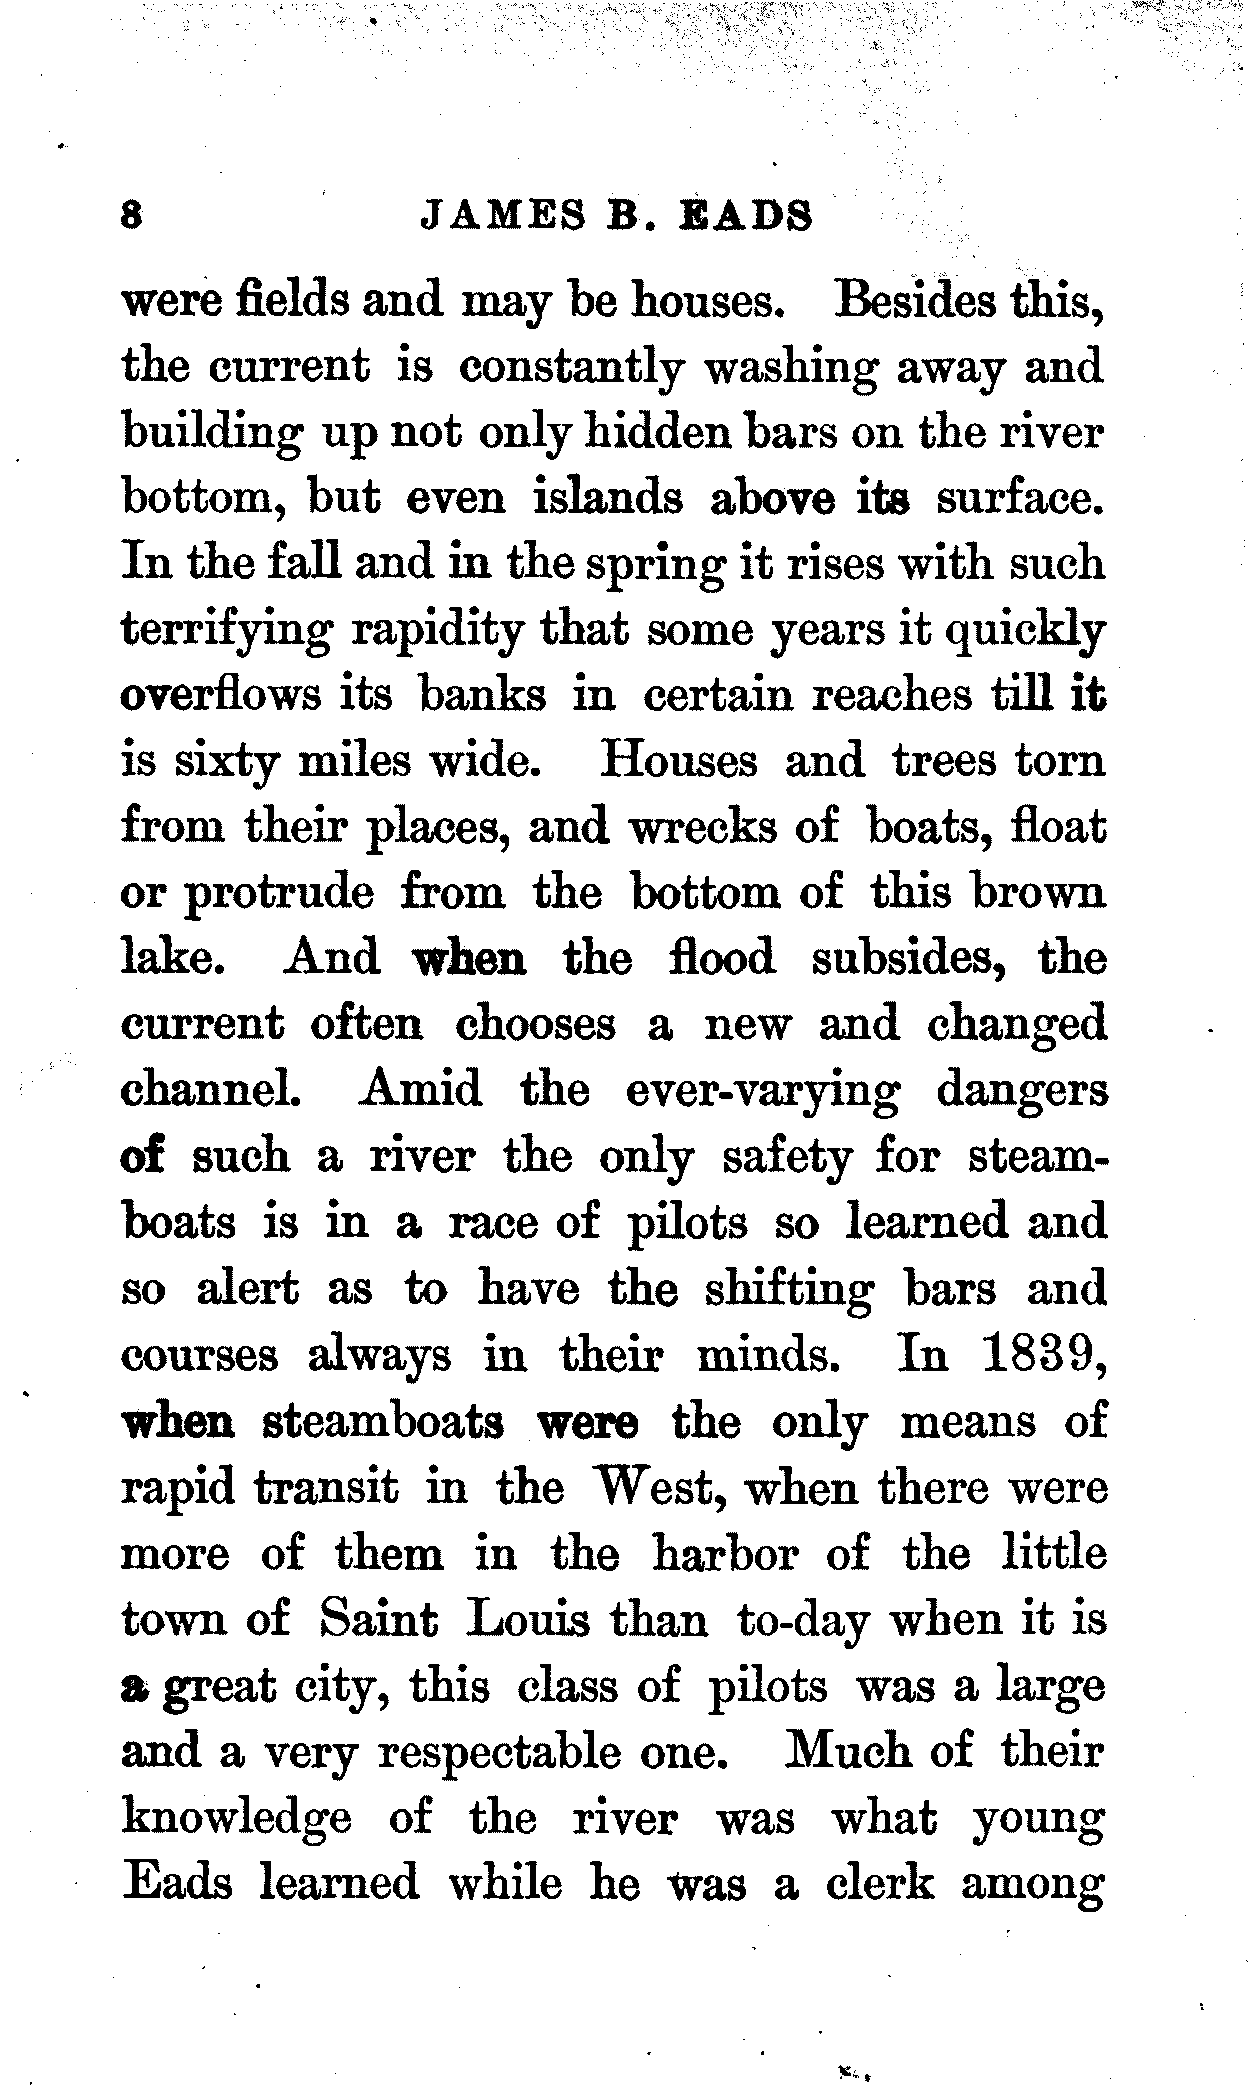 8 JAMES B. EADS
were fields and may be houses. Besides this,
the current is constantly washing away and
building up not only hidden bars on the river
bottom, but even islands above its surface.
In the fall and in the spring it rises with such
terrifying rapidity that some years it quickly
overflows its banks in certain reaches till it
is sixty miles wide. Houses and trees torn
from their places, and wrecks of boats, float
or protrude from the bottom of this brown
lake. And when the flood subsides, the
current often chooses a new and changed
channel. Amid the ever-varying dangers
of such a river the only safety for steam-
boats is in a race of pilots so learned and
so alert as to have the shifting bars and
courses always in their minds. In 1839,
when steamboats were the only means of
rapid transit in the West, when there were
more of them in the harbor of the little
town of Saint Louis than to-day when it is
a great city, this class of pilots was a large
and a very respectable one. Much of their
knowledge of the river was what young
Eads learned while he was a clerk among